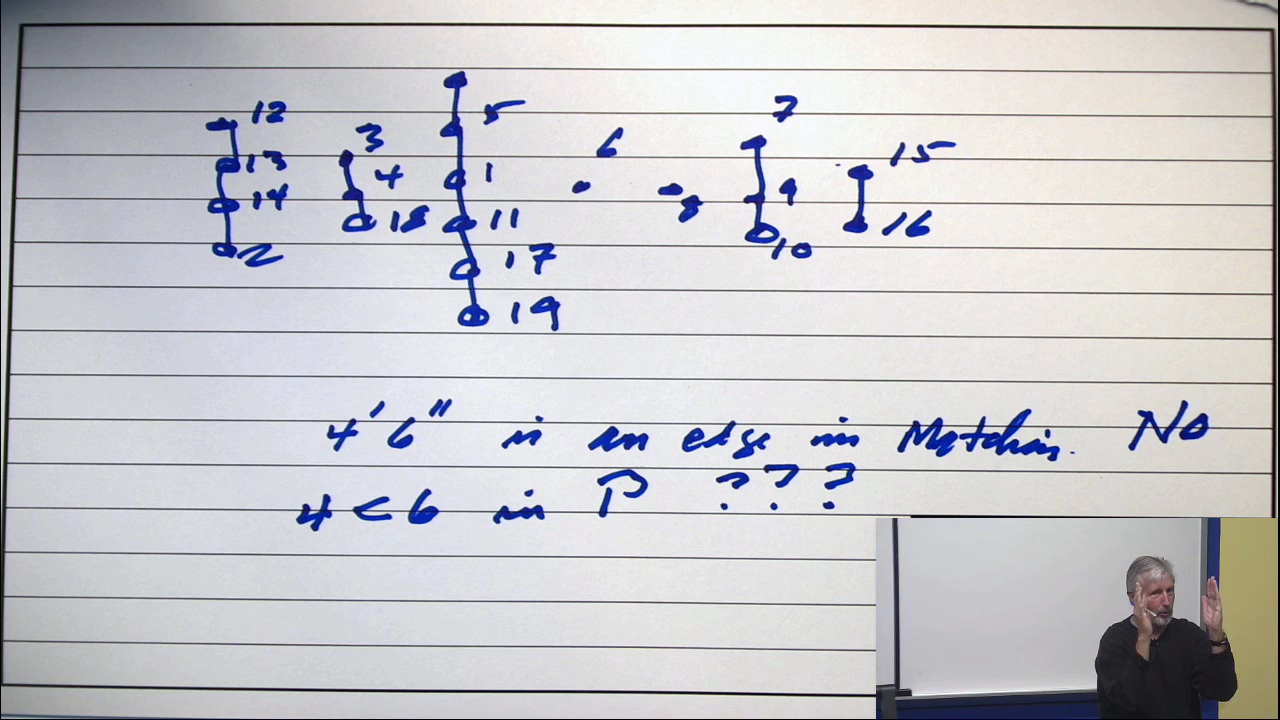 12 13 14 2
3 4 18
5 1 11 17 19
6
8
7 9 10
15 16
4' 6'' is an edge in Matching. No
4 < 6 in P ???